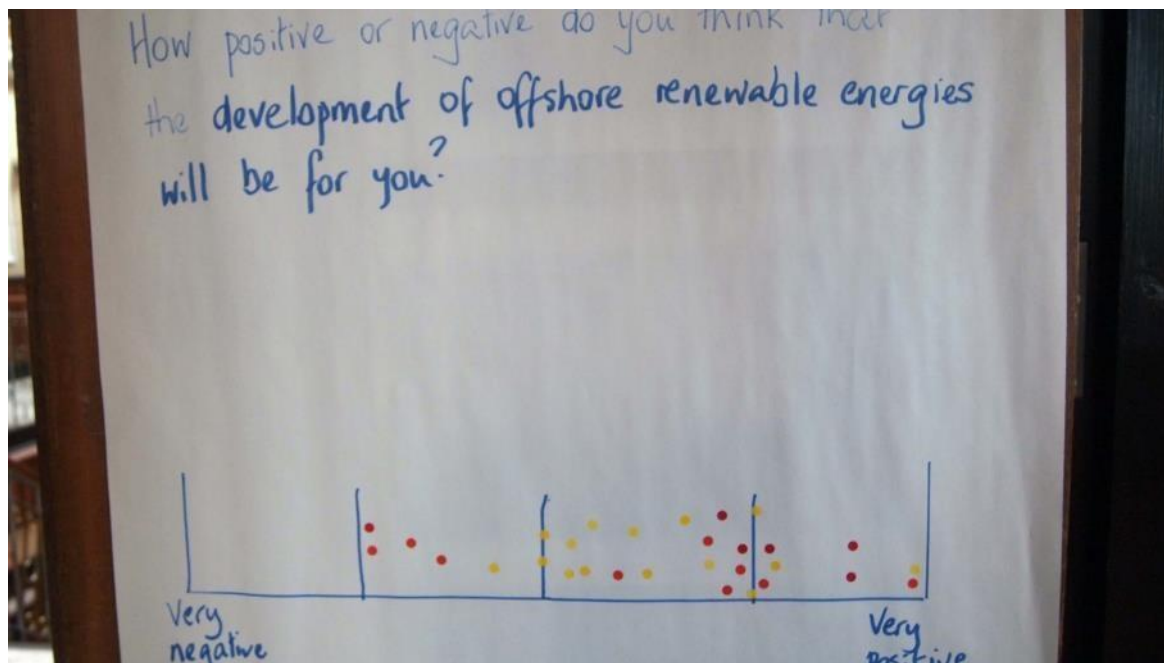 How positive or negative do you think that
the development of offshore renewable energies
will be for you?
Very
negative
Very
positive